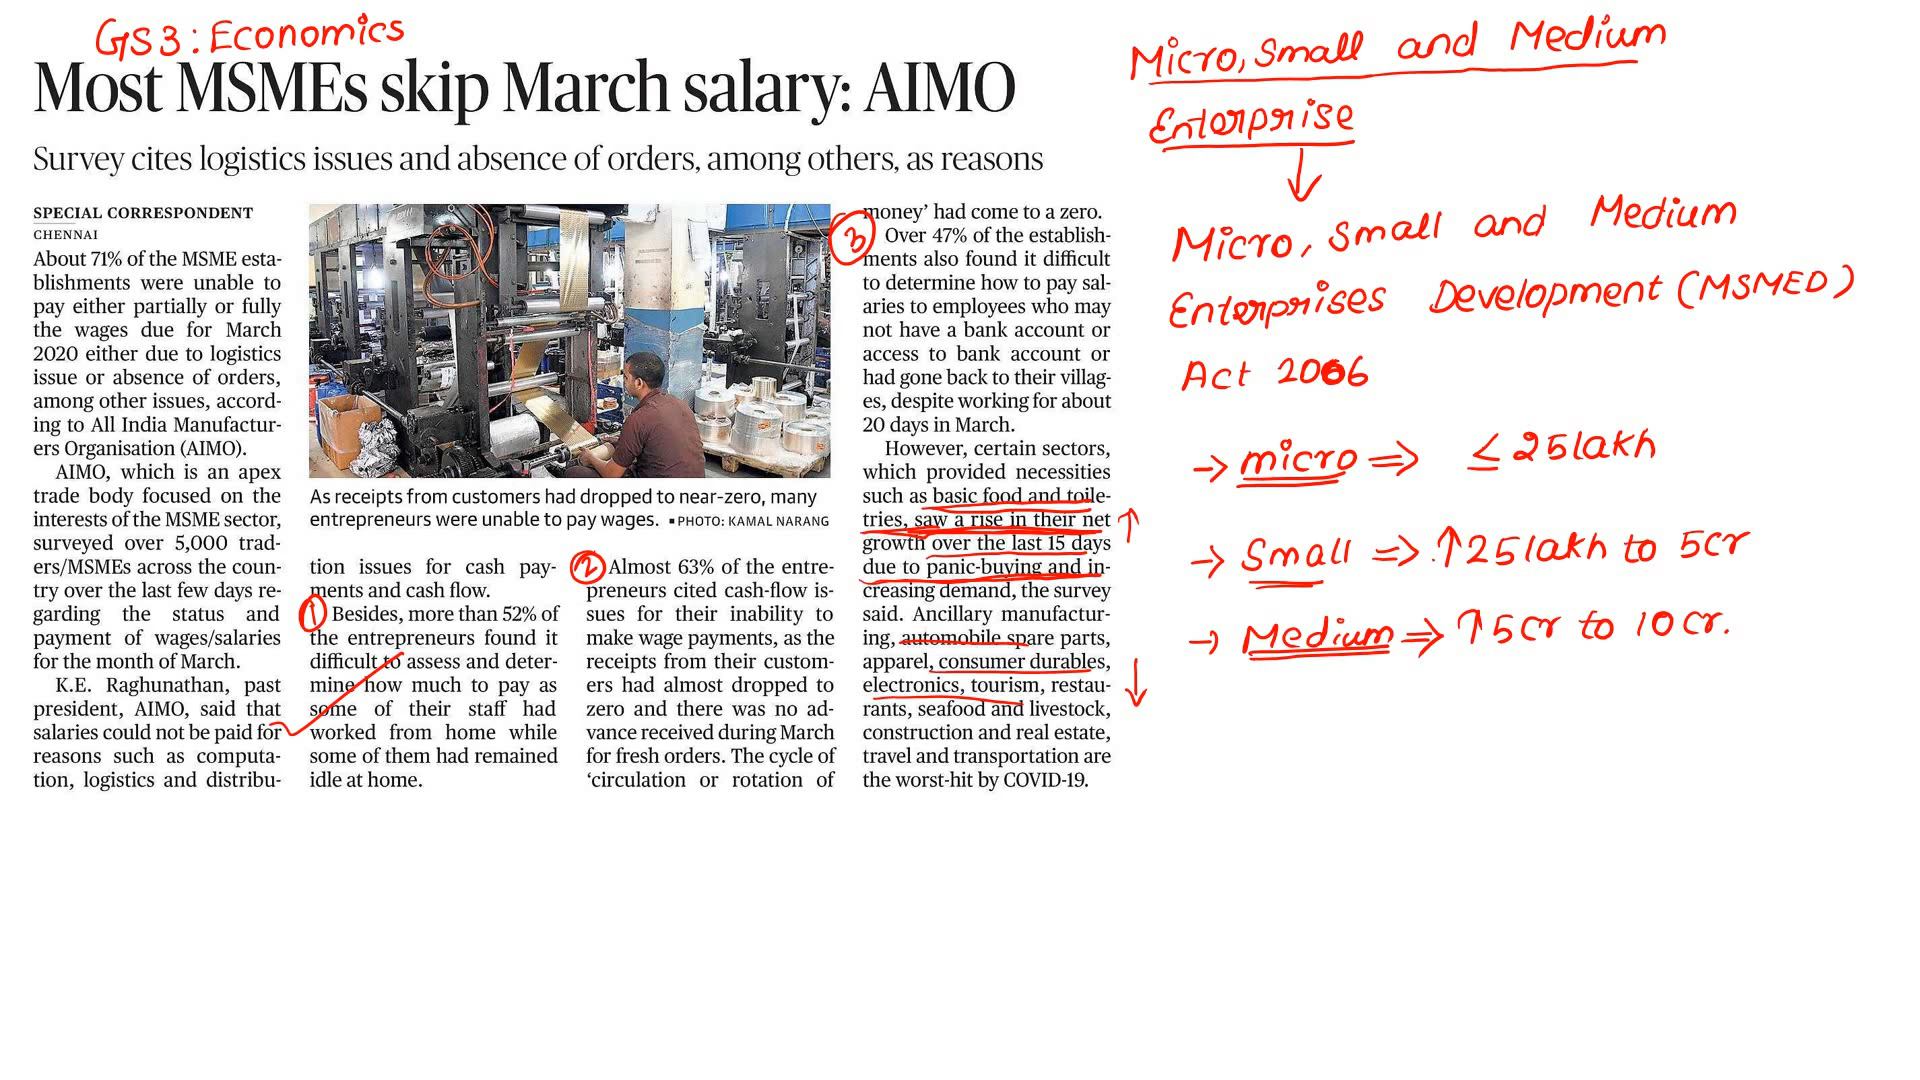 GS3: Economics
Most MSMEs skip March salary: AIMO
Survey cites logistics issues and absence of orders, among others, as reasons
SPECIAL CORRESPONDENT
CHENNAI
About 71% of the MSME esta-
blishments were unable to
pay either partially or fully
the wages due for March
2020 either due to logistics
issue or absence of orders,
among other issues, accord-
ing to All India Manufactur-
ers Organisation (AIMO).
AIMO, which is an apex
trade body focused on the
interests of the MSME sector,
surveyed over 5,000 trad-
ers/MSMEs across the coun-
try over the last few days re-
garding the status and
payment of wages/salaries
for the month of March.
K.E. Raghunathan, past
president, AIMO, said that
salaries could not be paid for
reasons such as computa-
tion, logistics and distribu-
As receipts from customers had dropped to near-zero, many
entrepreneurs were unable to pay wages. ▪ PHOTO: KAMAL NARANG
tion issues for cash pay-
ments and cash flow.
① Besides, more than 52% of
the entrepreneurs found it
difficult to assess and deter-
mine how much to pay as
some of their staff had
worked from home while
some of them had remained
idle at home.
② Almost 63% of the entre-
preneurs cited cash-flow is-
sues for their inability to
make wage payments, as the
receipts from their custom-
ers had almost dropped to
zero and there was no ad-
vance received during March
for fresh orders. The cycle of
‘circulation or rotation of
money’ had come to a zero.
③ Over 47% of the establish-
ments also found it difficult
to determine how to pay sal-
aries to employees who may
not have a bank account or
access to bank account or
had gone back to their villag-
es, despite working for about
20 days in March.
However, certain sectors,
which provided necessities
such as basic food and toile-
tries, saw a rise in their net ↑
growth over the last 15 days
due to panic-buying and in-
creasing demand, the survey
said. Ancillary manufactur-
ing, automobile spare parts,
apparel, consumer durables,
electronics, tourism, restau- ↓
rants, seafood and livestock,
construction and real estate,
travel and transportation are
the worst-hit by COVID-19.
Micro, Small and Medium
Enterprise
↓
Micro, Small and Medium
Enterprises Development (MSMED)
Act 2006
→ micro ⇒ ≤ 25 lakh
→ Small ⇒ ↑ 25 lakh to 5 cr
→ Medium ⇒ ↑ 5 cr to 10 cr.